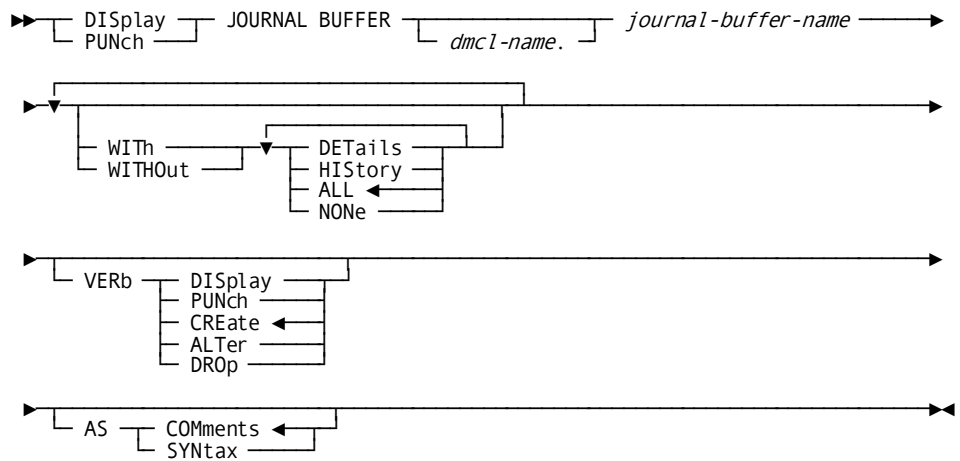 DISplay JOURNAL BUFFER journal-buffer-name
PUNch dmcl-name.
WITh DETails
WITHOut HIStory
ALL
NONe
VERb DISplay
PUNch
CREate
ALTer
DROp
AS COMments
SYNtax